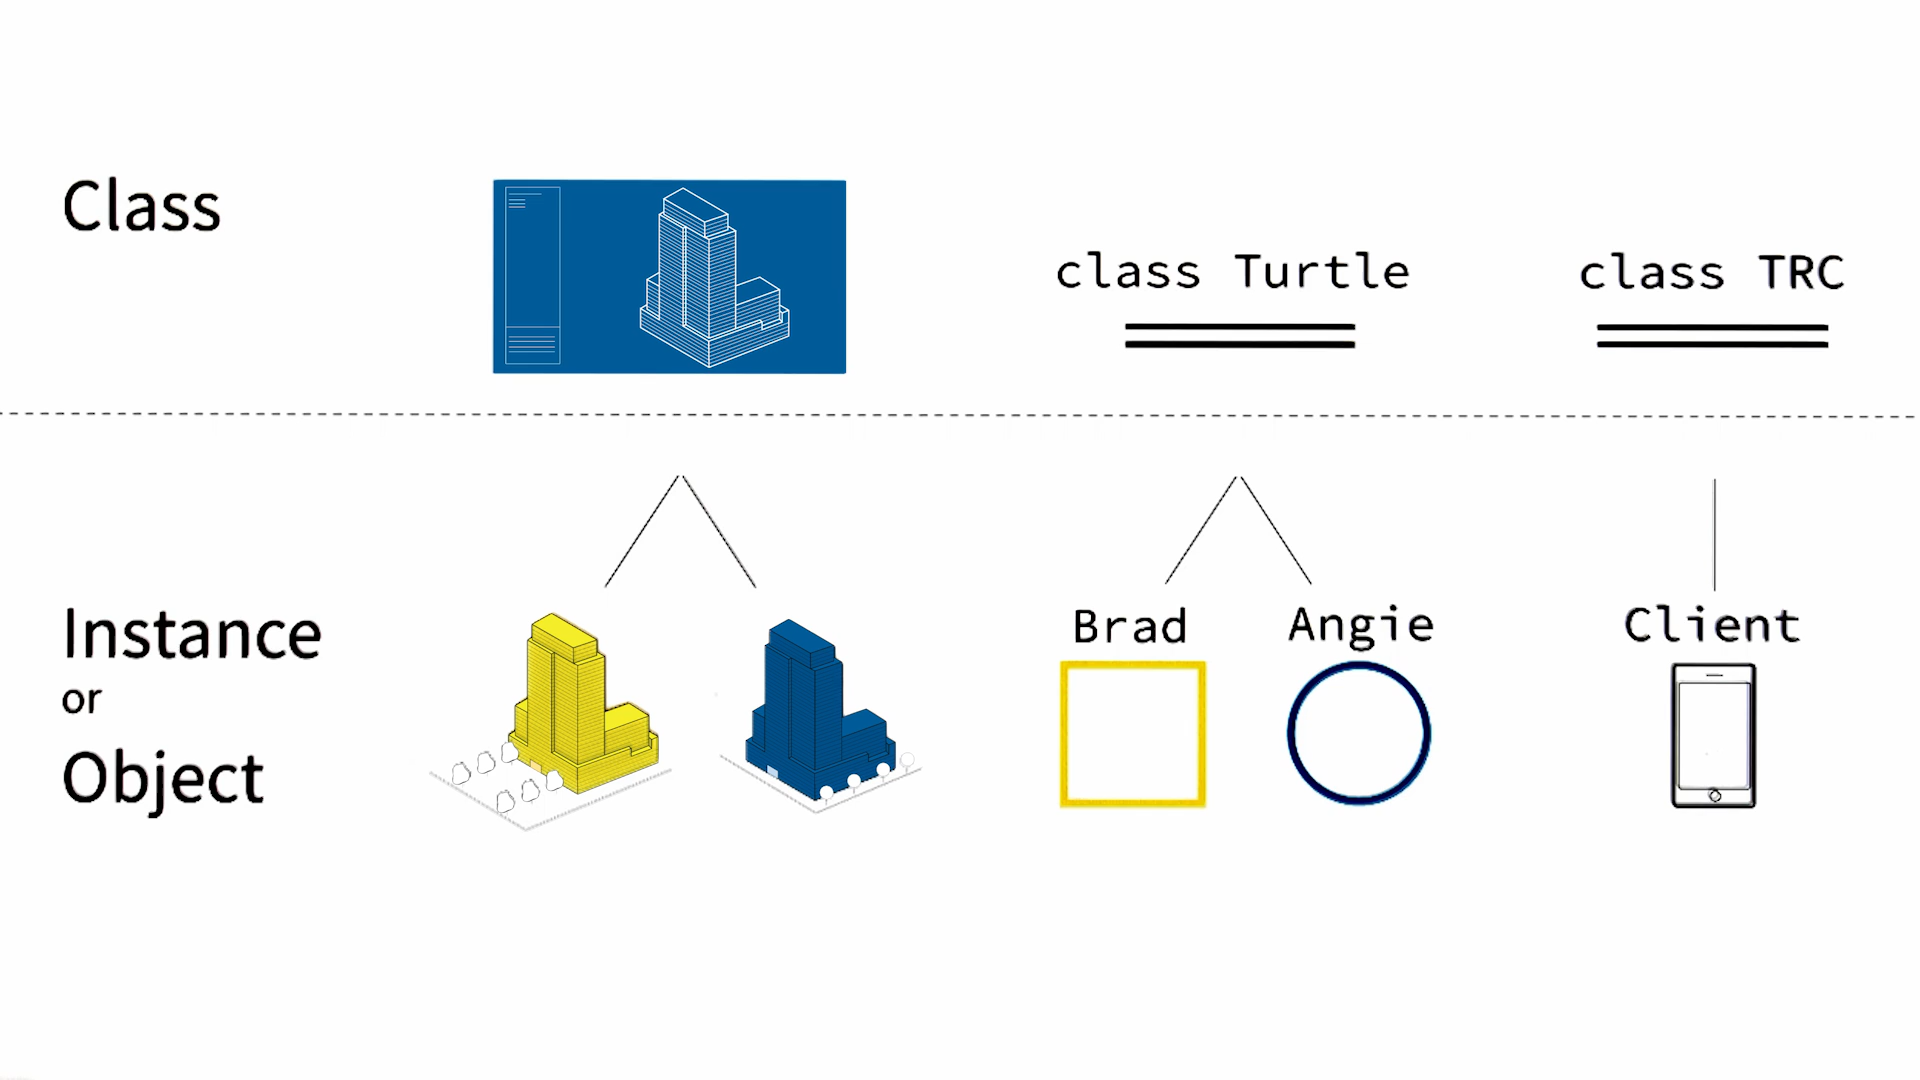 Class
class Turtle
class TRC
Instance
or
Object
Brad
Angie
Client